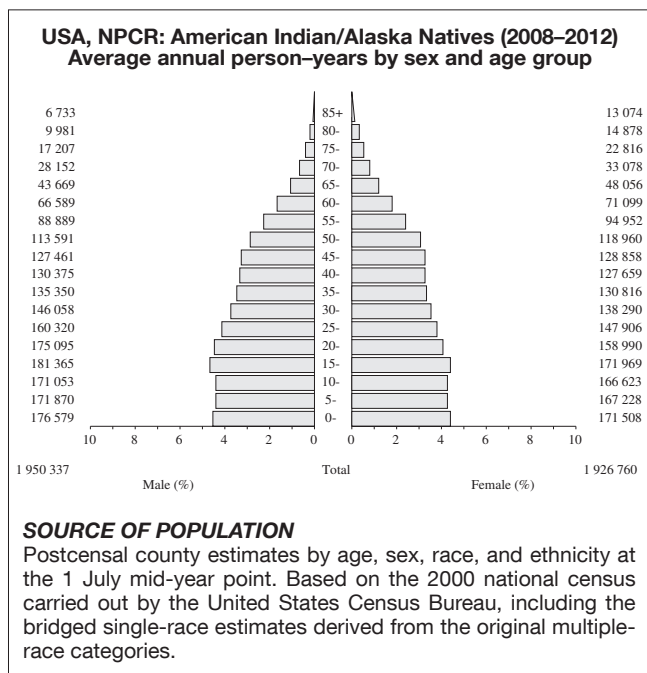 USA, NPCR: American Indian/Alaska Natives (2008–2012)
Average annual person–years by sex and age group
6 733 85+ 13 074
9 981 80- 14 878
17 207 75- 22 816
28 152 70- 33 078
43 669 65- 48 056
66 589 60- 71 099
88 889 55- 94 952
113 591 50- 118 960
127 461 45- 128 858
130 375 40- 127 659
135 350 35- 130 816
146 058 30- 138 290
160 320 25- 147 906
175 095 20- 158 990
181 365 15- 171 969
171 053 10- 166 623
171 870 5- 167 228
176 579 0- 171 508
10 8 6 4 2 0 0 2 4 6 8 10
1 950 337 Total 1 926 760
Male (%) Female (%)
SOURCE OF POPULATION
Postcensal county estimates by age, sex, race, and ethnicity at
the 1 July mid-year point. Based on the 2000 national census
carried out by the United States Census Bureau, including the
bridged single-race estimates derived from the original multiple-
race categories.